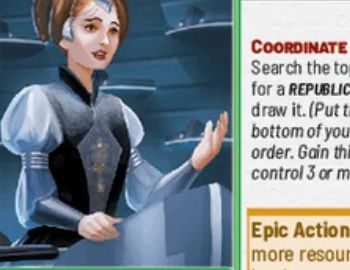 COORDINATE
Search the to
for a REPUBLIC
draw it. (Put t
bottom of you
order. Gain thi
control 3 or m
Epic Action
more resour